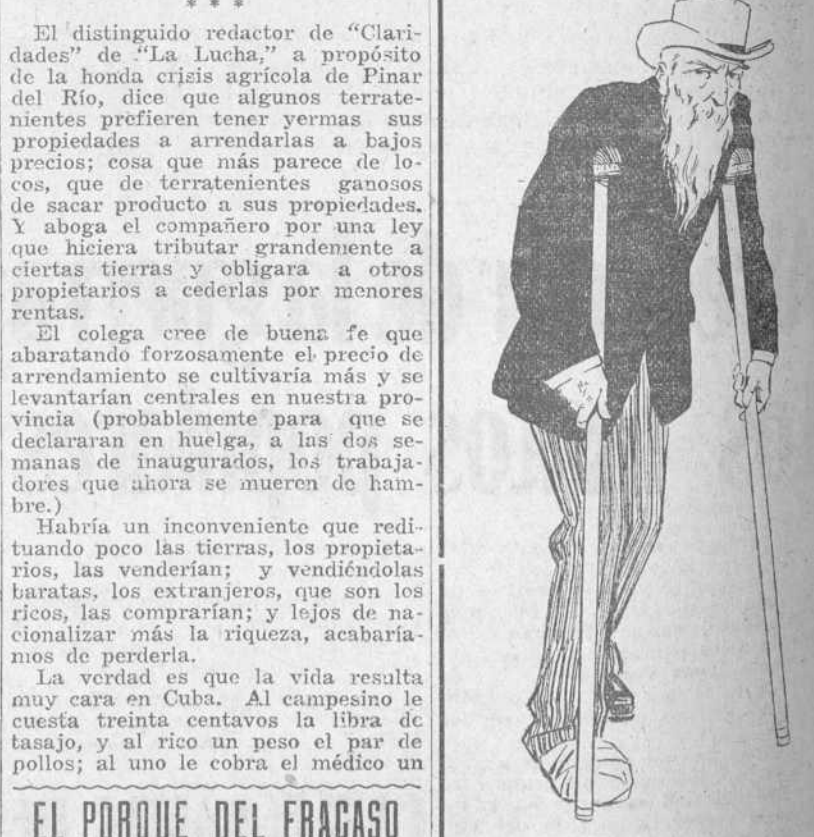 * * *
El distinguido redactor de "Clari-
dades" de "La Lucha," a propósito
de la honda crisis agrícola de Pinar
del Río, dice que algunos terrate-
nientes prefieren tener yermas sus
propiedades a arrendarlas a bajos
precios; cosa que más parece de lo-
cos, que de terratenientes ganosos
de sacar producto a sus propiedades.
Y aboga el compañero por una ley
que hiciera tributar grandemente a
ciertas tierras y obligara a otros
propietarios a cederlas por menores
rentas.
El colega cree de buena fe que
abaratando forzosamente el precio de
arrendamiento se cultivaría más y se
levantarían centrales en nuestra pro-
vincia (probablemente para que se
declararan en huelga, a las dos se-
manas de inaugurados, los trabaja-
dores que ahora se mueren de ham-
bre.)
Habría un inconveniente que redi-
tuando poco las tierras, los propieta-
rios, las venderían; y vendiéndolas
baratas, los extranjeros, que son los
ricos, las comprarían; y lejos de na-
cionalizar más la riqueza, acabaría-
mos de perderla.
La verdad es que la vida resulta
muy cara en Cuba. Al campesino le
cuesta treinta centavos la libra de
tasajo, y al rico un peso el par de
pollos; al uno le cobra el médico un
EL PORQUE DEL FRACASO